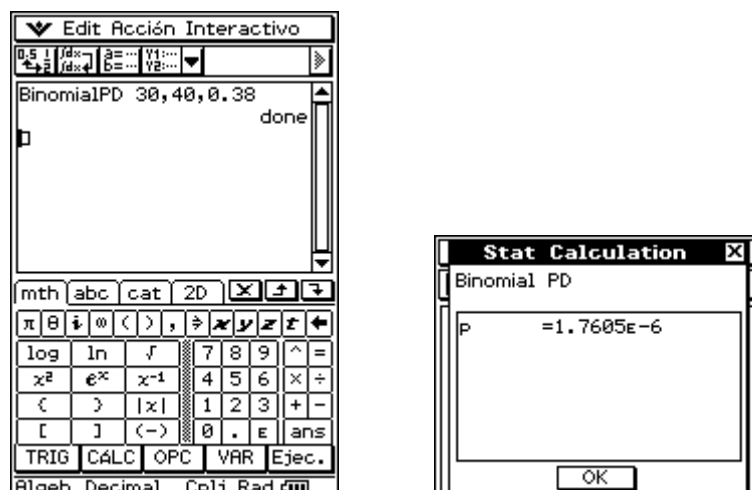 Edit Acción Interactivo
BinomialPD 30,40,0.38
done
mth abc cat 2D
π θ i ∞ ( ) , ⇒ x y z t ←
log ln √ 7 8 9 ^ =
x² eˣ x⁻¹ 4 5 6 × ÷
( ) |x| 1 2 3 + −
[ ] (−) 0 . E ans
TRIG CÁLC OPC VAR Ejec.
Algeb Decimal Cplj Rad
Stat Calculation X
Binomial PD
p =1.7605E-6
OK